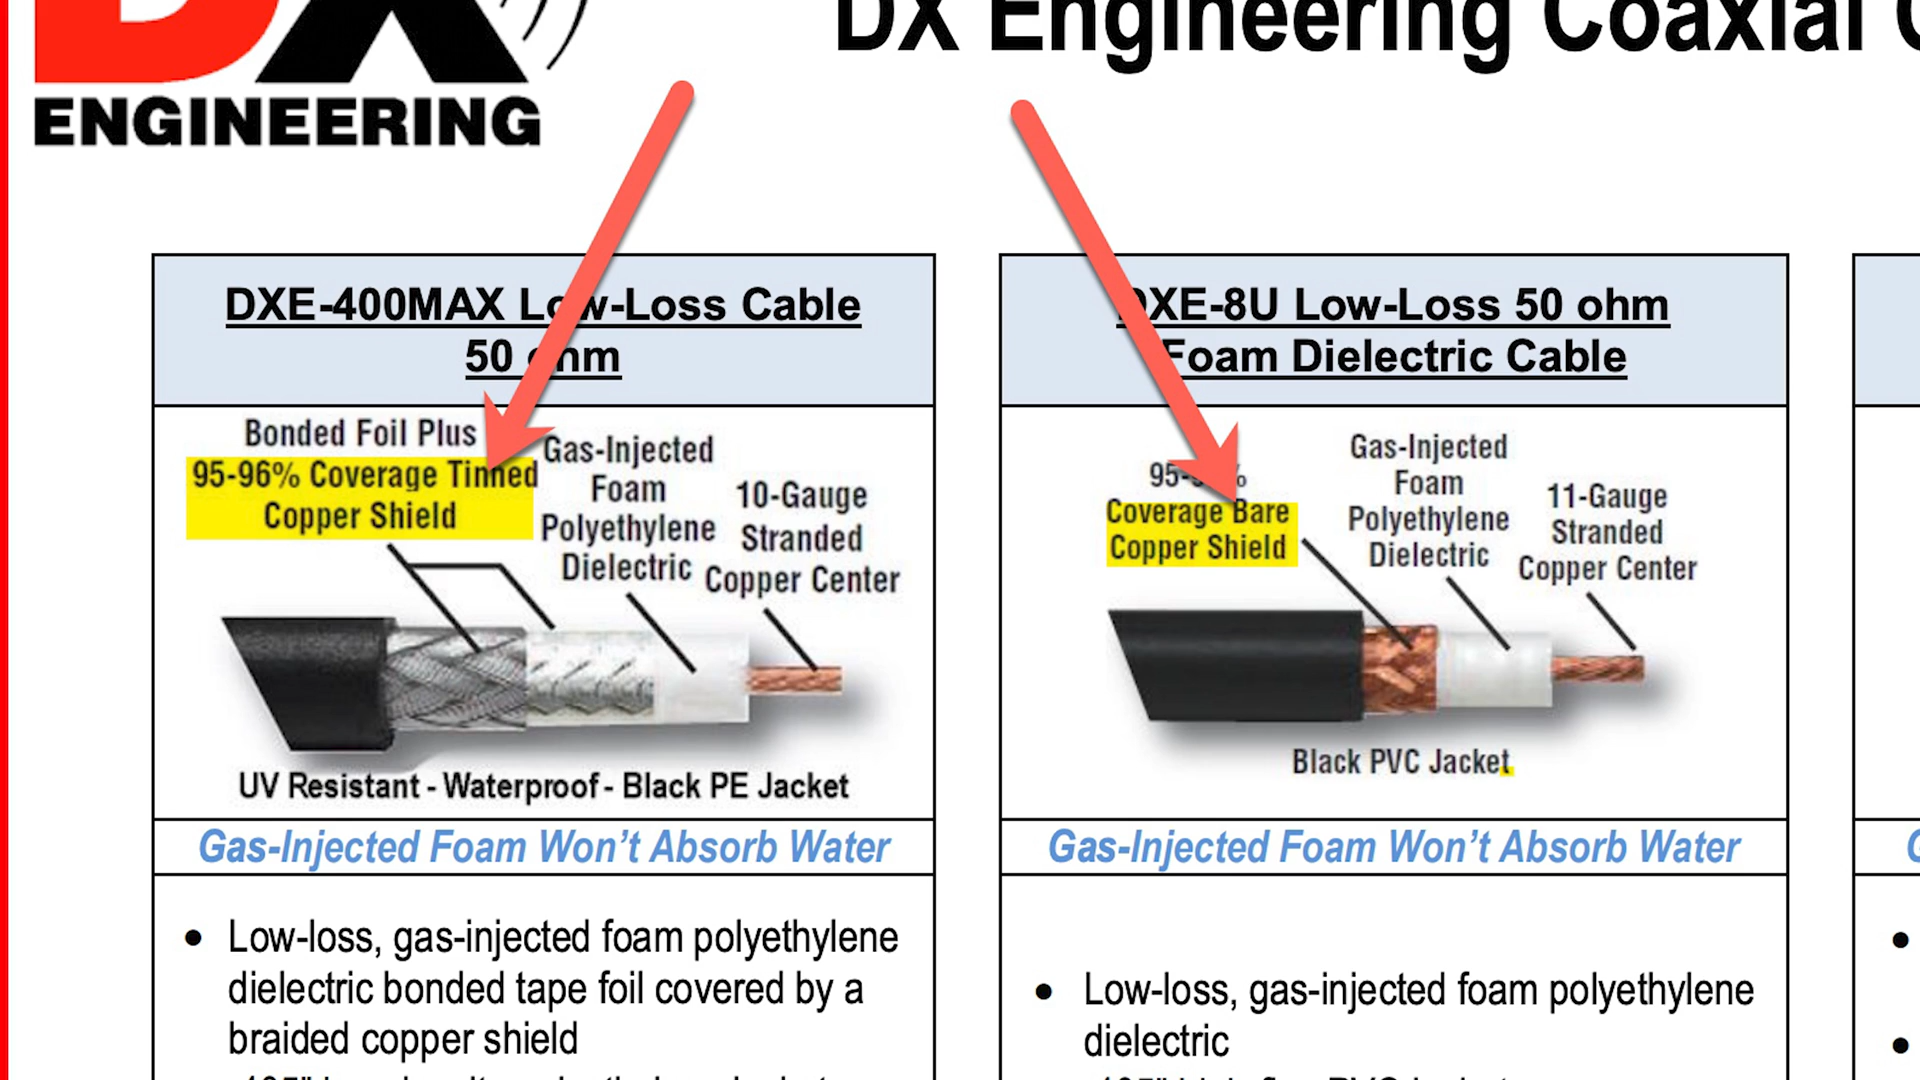 DX
ENGINEERING
DX Engineering Coaxial
DXE-400MAX Low-Loss Cable
50 ohm
Bonded Foil Plus
95-96% Coverage Tinned
Copper Shield
Gas-Injected
Foam
Polyethylene
Dielectric
10-Gauge
Stranded
Copper Center
UV Resistant - Waterproof - Black PE Jacket
Gas-Injected Foam Won't Absorb Water
• Low-loss, gas-injected foam polyethylene
dielectric bonded tape foil covered by a
braided copper shield
DXE-8U Low-Loss 50 ohm
Foam Dielectric Cable
Coverage Bare
Copper Shield
Gas-Injected
Foam
Polyethylene
Dielectric
11-Gauge
Stranded
Copper Center
Black PVC Jacket
Gas-Injected Foam Won't Absorb Water
• Low-loss, gas-injected foam polyethylene
dielectric